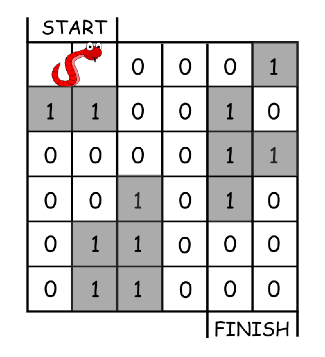 START
0 0 0 1
1 1 0 0 1 0
0 0 0 0 1 1
0 0 1 0 1 0
0 1 1 0 0 0
0 1 1 0 0 0
FINISH